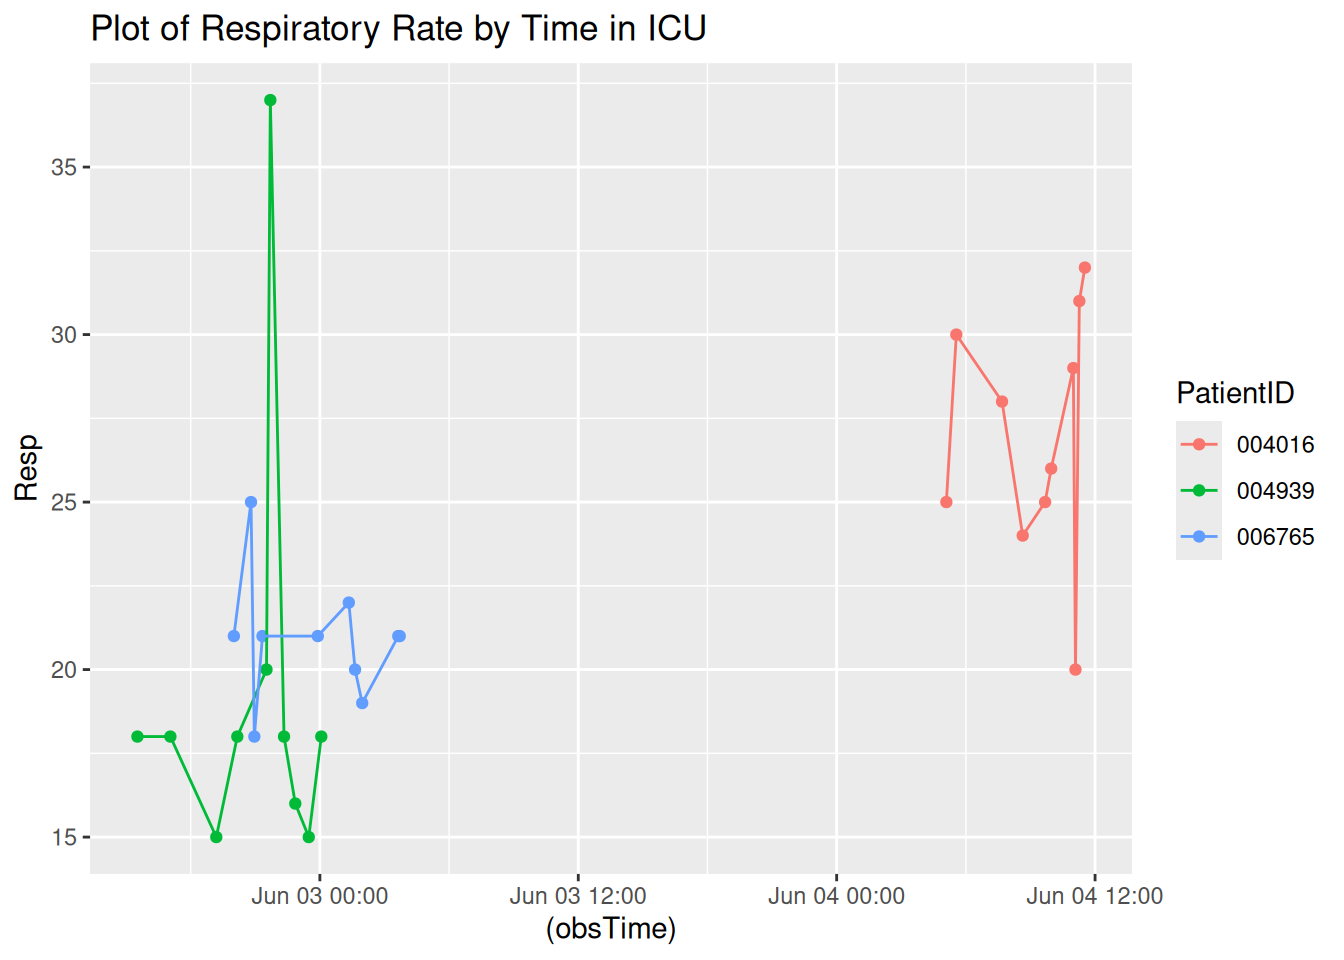 Plot of Respiratory Rate by Time in ICU
Resp
35
30
25
20
15
Jun 03 00:00
Jun 03 12:00
Jun 04 00:00
Jun 04 12:00
(obsTime)
PatientID
004016
004939
006765